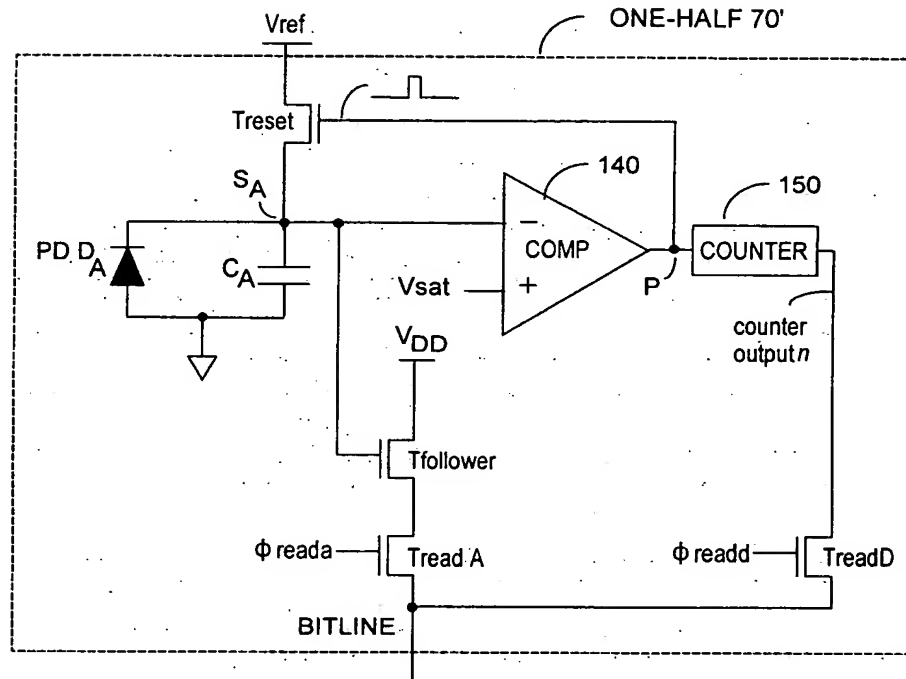 ONE-HALF 70'
Vref
Treset
140
SA
150
PD, DA
CA
−
COMP
+
Vsat
P
COUNTER
counter
output n
VDD
Tfollower
Φ reada
Tread A
Φ readd
TreadD
BITLINE